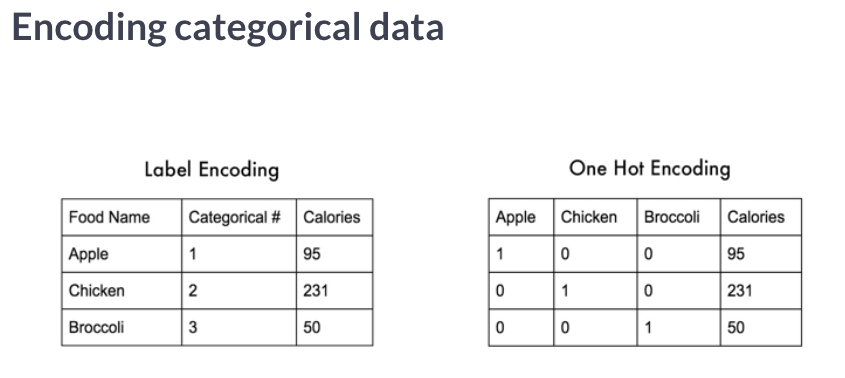 Encoding categorical data
Label Encoding
Food Name Categorical # Calories
Apple 1 95
Chicken 2 231
Broccoli 3 50
One Hot Encoding
Apple Chicken Broccoli Calories
1 0 0 95
0 1 0 231
0 0 1 50